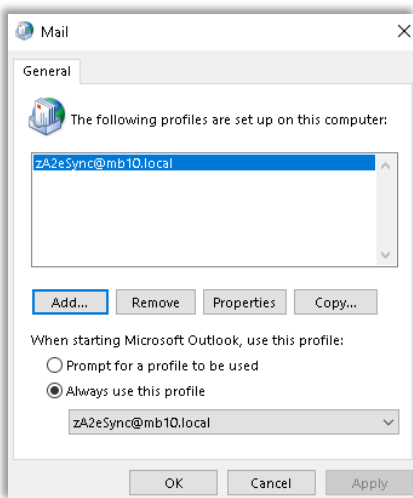 Mail
General
The following profiles are set up on this computer:
zA2eSync@mb10.local
Add... Remove Properties Copy...
When starting Microsoft Outlook, use this profile:
Prompt for a profile to be used
Always use this profile
zA2eSync@mb10.local
OK Cancel Apply